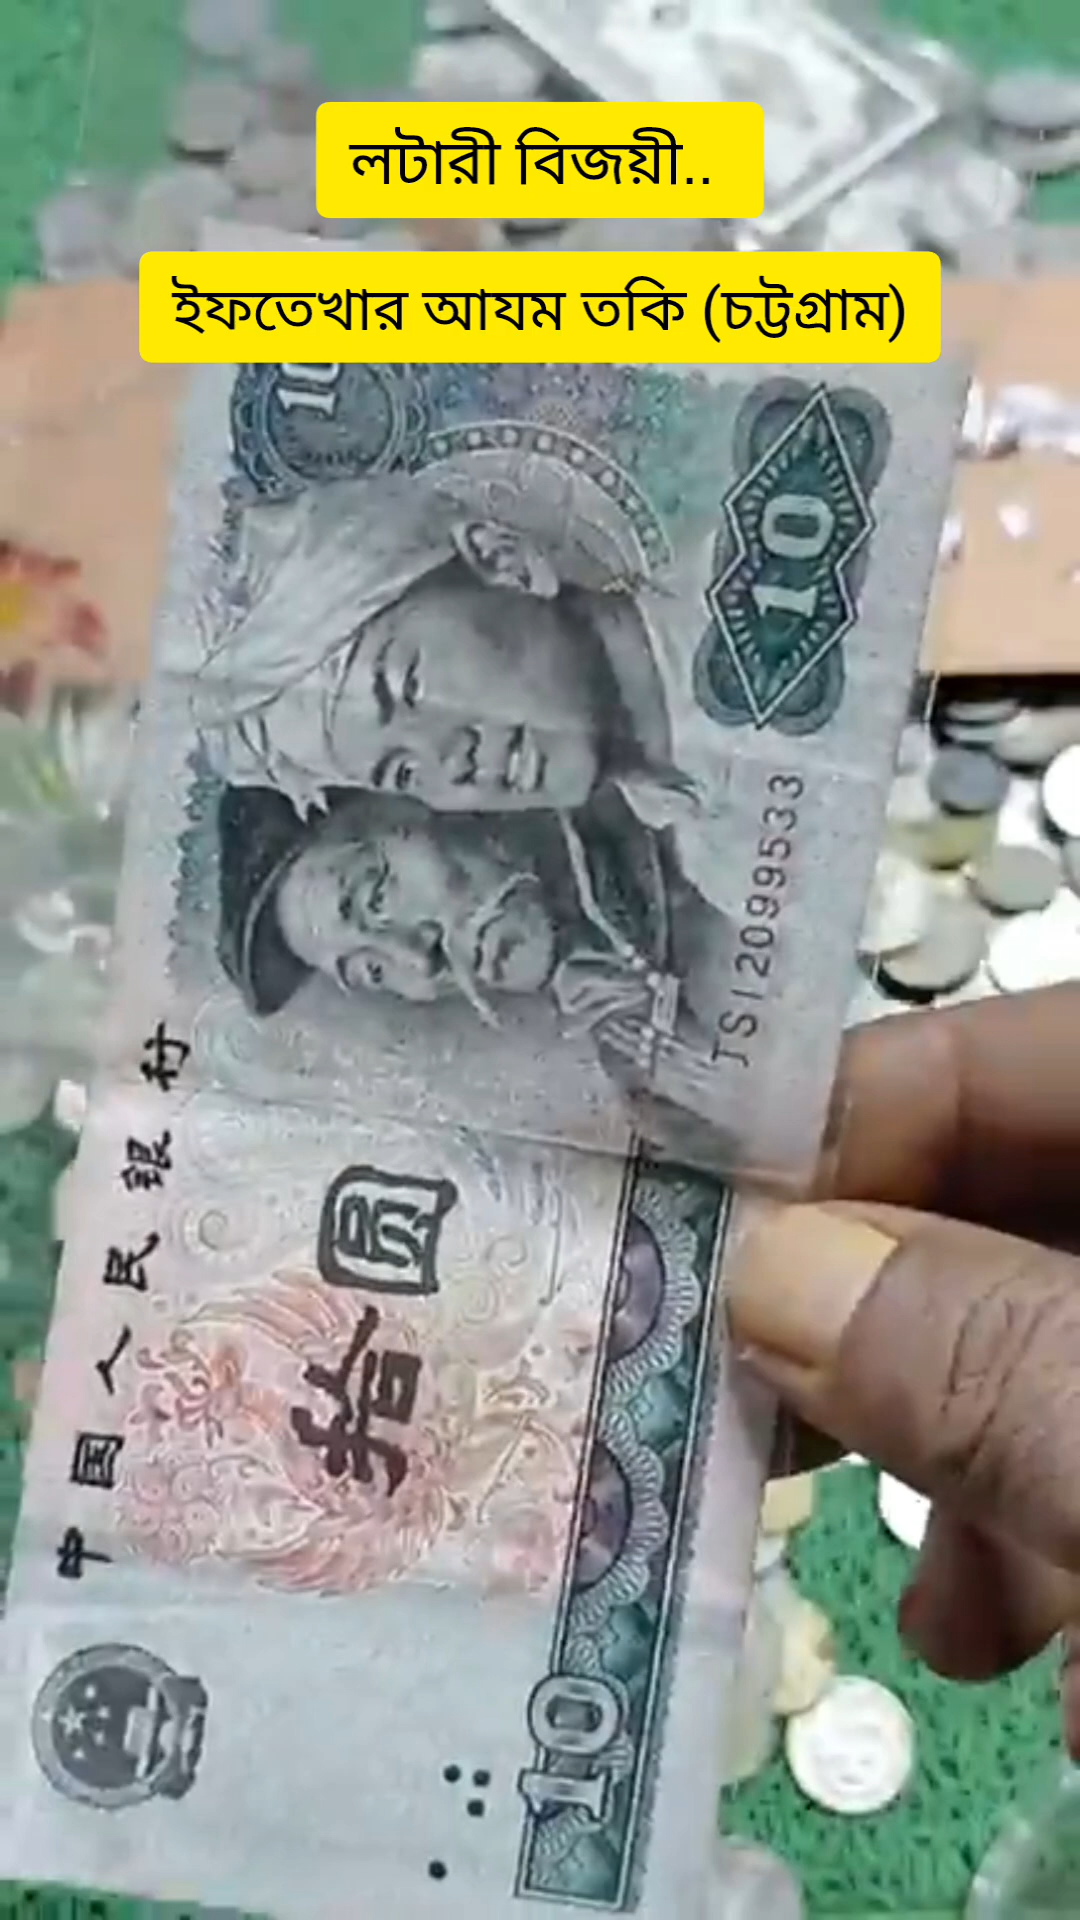 লটারী বিজয়ী..
ইফতেখার আযম তকি (চট্টগ্রাম)
10
10
JS12099533
中国人民银行
拾圆
10